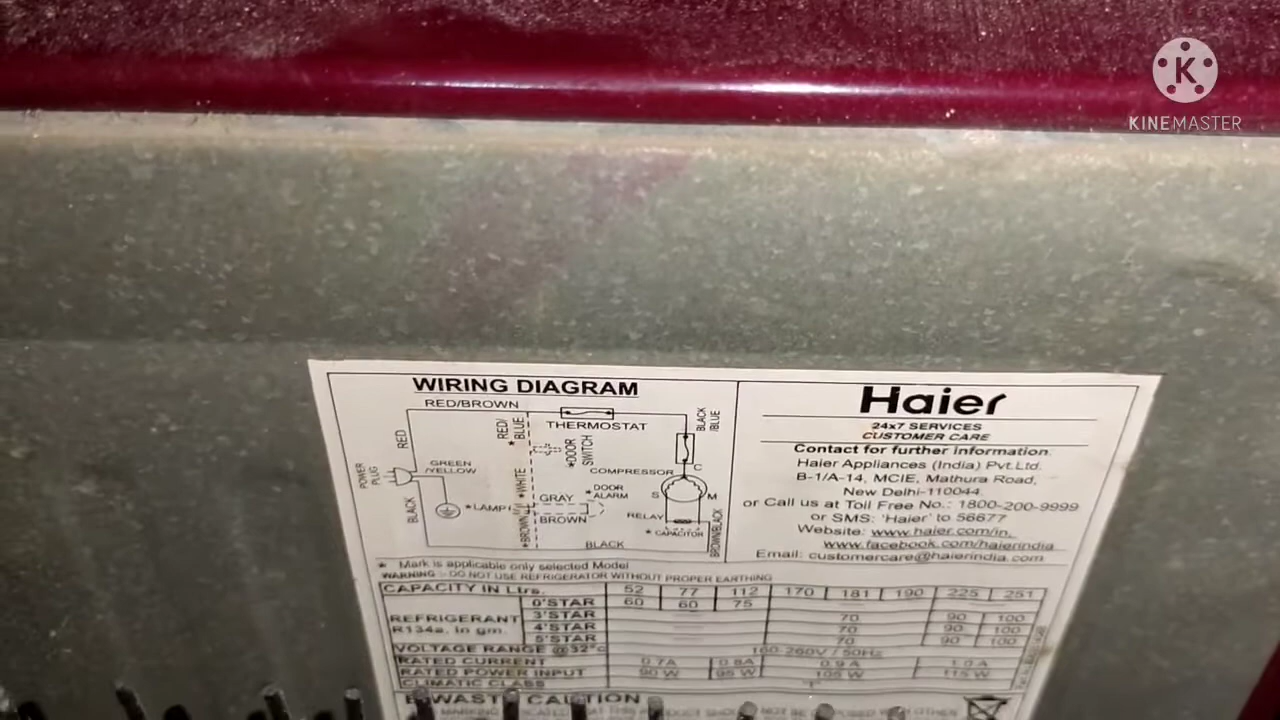 K
KINEMASTER
WIRING DIAGRAM
RED/BROWN
THERMOSTAT
BLACK
/BLUE
RED/
* BLUE
*DOOR
SWITCH
RED
POWER
PLUG
GREEN
/YELLOW
COMPRESSOR
C
S
M
*WHITE
GRAY
* DOOR
ALARM
*LAMP
BROWN
*BROWN
BLACK
RELAY
* CAPACITOR
BROWN/BLACK
BLACK
Haier
24x7 SERVICES
CUSTOMER CARE
Contact for further information.
Haier Appliances (India) Pvt.Ltd.
B-1/A-14, MCIE, Mathura Road,
New Delhi-110044.
or Call us at Toll Free No.: 1800-200-9999
or SMS: 'Haier' to 56677
Website: www.haier.com/in,
www.facebook.com/haierindia
Email: customercare@haierindia.com
* Mark is applicable only selected Model
WARNING :- DO NOT USE REFRIGERATOR WITHOUT PROPER EARTHING
CAPACITY IN Ltrs. 52 77 112 170 181 190 225 251
REFRIGERANT
R134a. In gm.
0'STAR 60 60 75
3'STAR 70 90 100
4'STAR 70 90 100
5'STAR 70 90 100
VOLTAGE RANGE @32°c 160-260V / 50Hz
RATED CURRENT 0.7A 0.8A 0.9 A 1.0 A
RATED POWER INPUT 90 W 95 W 105 W 115 W
CLIMATIC CLASS T
E-WASTE CAUTION